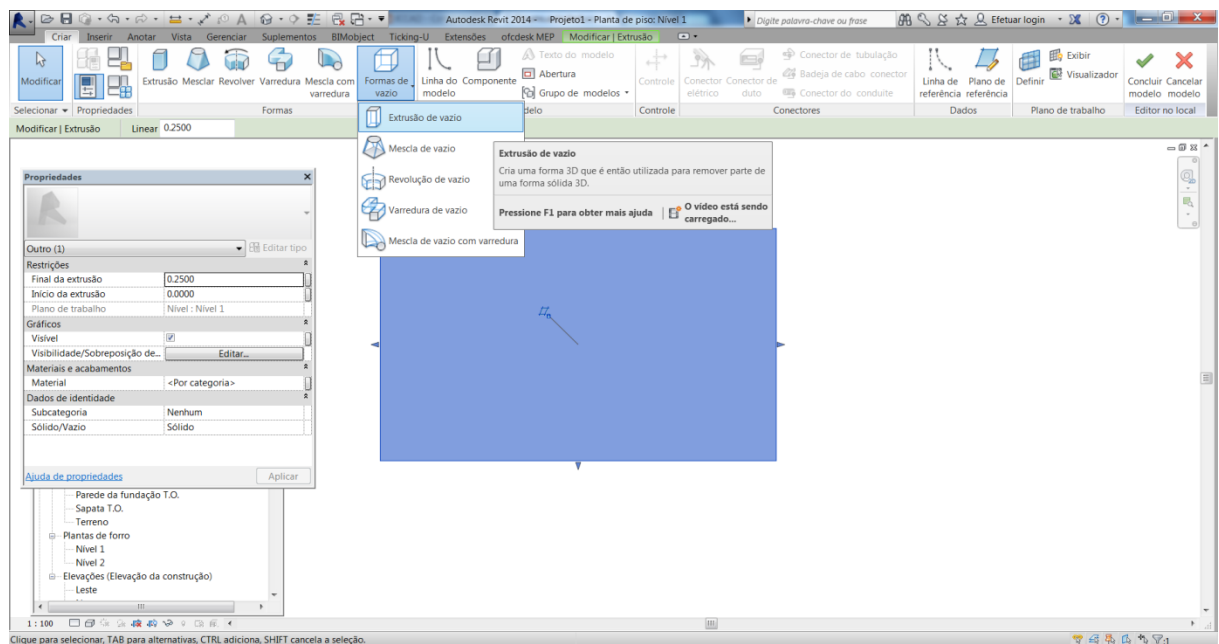 Autodesk Revit 2014 - Projeto1 - Planta de piso: Nível 1
Digite palavra-chave ou frase
Efetuar login
Criar Inserir Anotar Vista Gerenciar Suplementos BIMobject Ticking-U Extensões ofcdesk MEP Modificar | Extrusão
Modificar
Extrusão Mesclar Revolver Varredura Mescla com varredura
Formas de vazio
Linha do modelo
Componente
Texto do modelo
Abertura
Grupo de modelos
Controle
Conector elétrico
Conector de duto
Conector de tubulação
Badeja de cabo conector
Conector do conduite
Linha de referência
Plano de referência
Definir
Exibir
Visualizador
Concluir modelo
Cancelar modelo
Selecionar Propriedades Formas delo Controle Conectores Dados Plano de trabalho Editor no local
Modificar | Extrusão Linear 0.2500
Extrusão de vazio
Mescla de vazio
Revolução de vazio
Varredura de vazio
Mescla de vazio com varredura
Extrusão de vazio
Cria uma forma 3D que é então utilizada para remover parte de
uma forma sólida 3D.
Pressione F1 para obter mais ajuda
O vídeo está sendo
carregado...
Propriedades
Outro (1)
Editar tipo
Restrições
Final da extrusão 0.2500
Início da extrusão 0.0000
Plano de trabalho Nível : Nível 1
Gráficos
Visível
Visibilidade/Sobreposição de... Editar...
Materiais e acabamentos
Material <Por categoria>
Dados de identidade
Subcategoria Nenhum
Sólido/Vazio Sólido
Ajuda de propriedades
Aplicar
Parede da fundação T.O.
Sapata T.O.
Terreno
Plantas de forro
Nível 1
Nível 2
Elevações (Elevação da construção)
Leste
1 : 100
Clique para selecionar, TAB para alternativas, CTRL adiciona, SHIFT cancela a seleção.
:1